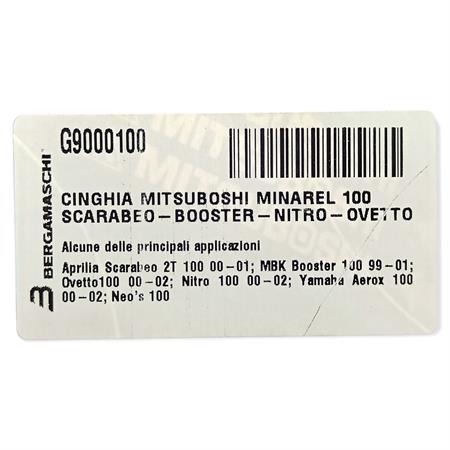 G9000100
CINGHIA MITSUBOSHI MINAREL 100
SCARABEO-BOOSTER-NITRO-OVETTO
Alcune delle principali applicazioni
Aprilia Scarabeo 2T 100 00-01; MBK Booster 100 99-01;
Ovetto100 00-02; Nitro 100 00-02; Yamaha Aerox 100
00-02; Neo's 100
BERGAMASCHI